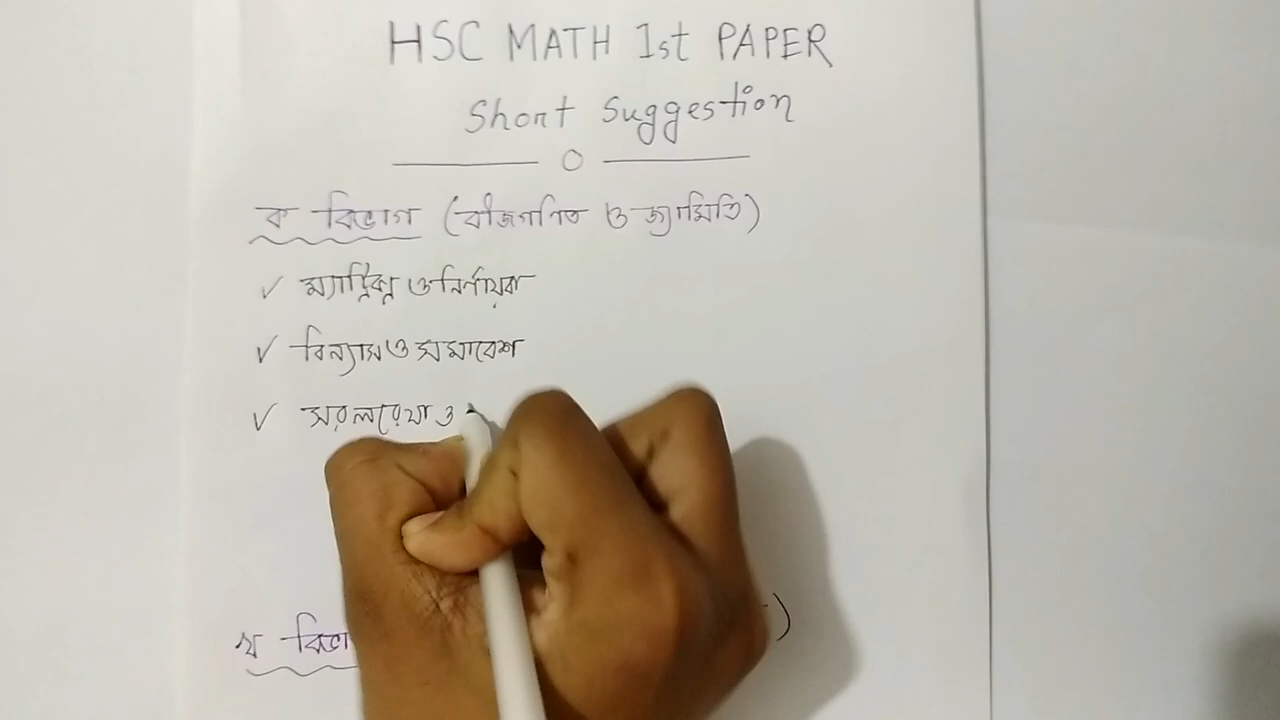 HSC MATH 1st PAPER
Short Suggestion
ক বিভাগ (বীজগণিত ও জ্যামিতি)
✓ ম্যাট্রিক্স ও নির্ণায়ক
✓ বিন্যাস ও সমাবেশ
✓ সরলরেখা ও
খ বিভা )